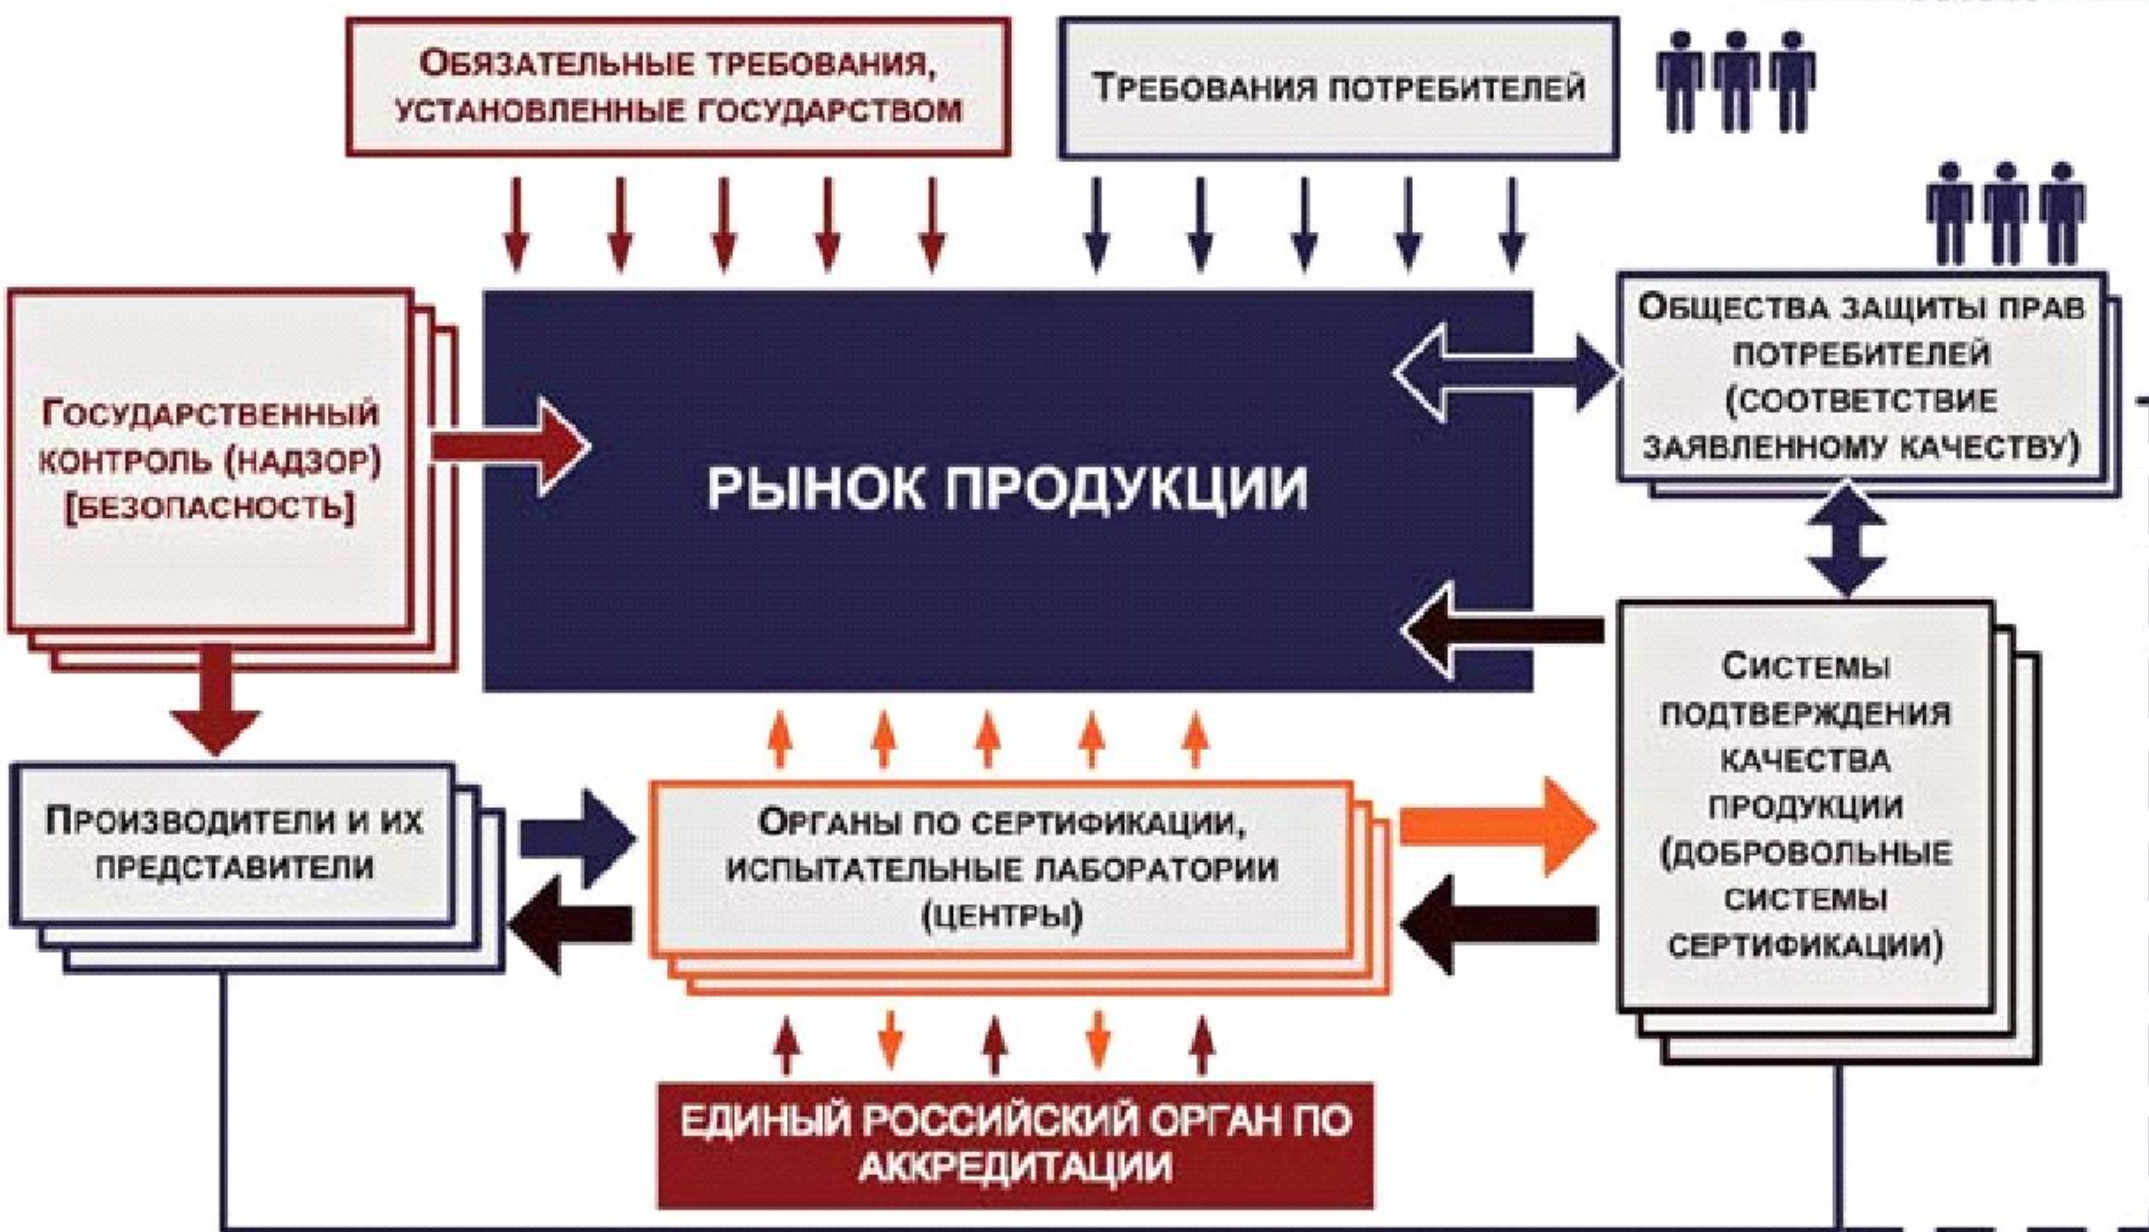 Обязательные требования,
установленные государством
Требования потребителей
Общества защиты прав
потребителей
(соответствие
заявленному качеству)
Государственный
контроль (надзор)
[безопасность]
РЫНОК ПРОДУКЦИИ
Системы
подтверждения
качества
продукции
(добровольные
системы
сертификации)
Производители и их
представители
Органы по сертификации,
испытательные лаборатории
(центры)
ЕДИНЫЙ РОССИЙСКИЙ ОРГАН ПО
АККРЕДИТАЦИИ